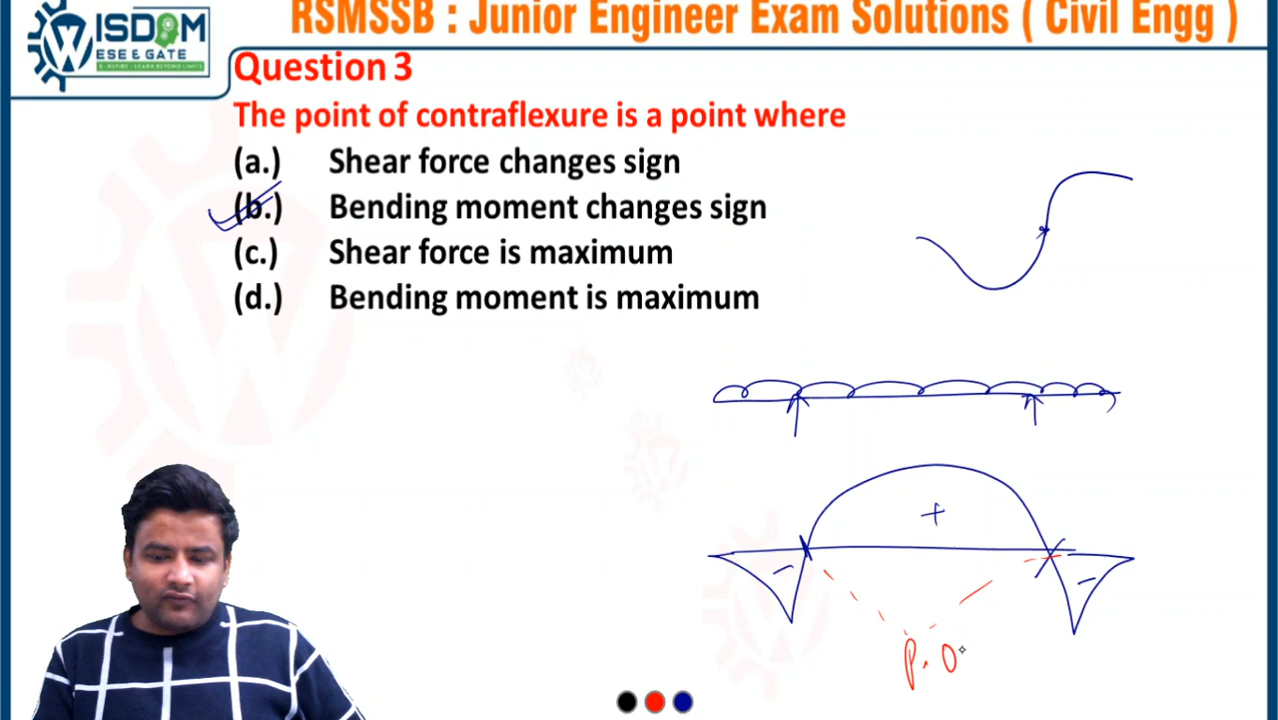 WISDOM
ESE & GATE
RSMSSB : Junior Engineer Exam Solutions ( Civil Engg )
Question 3
The point of contraflexure is a point where
(a.) Shear force changes sign
(b.) Bending moment changes sign
(c.) Shear force is maximum
(d.) Bending moment is maximum
+
−
−
P. O